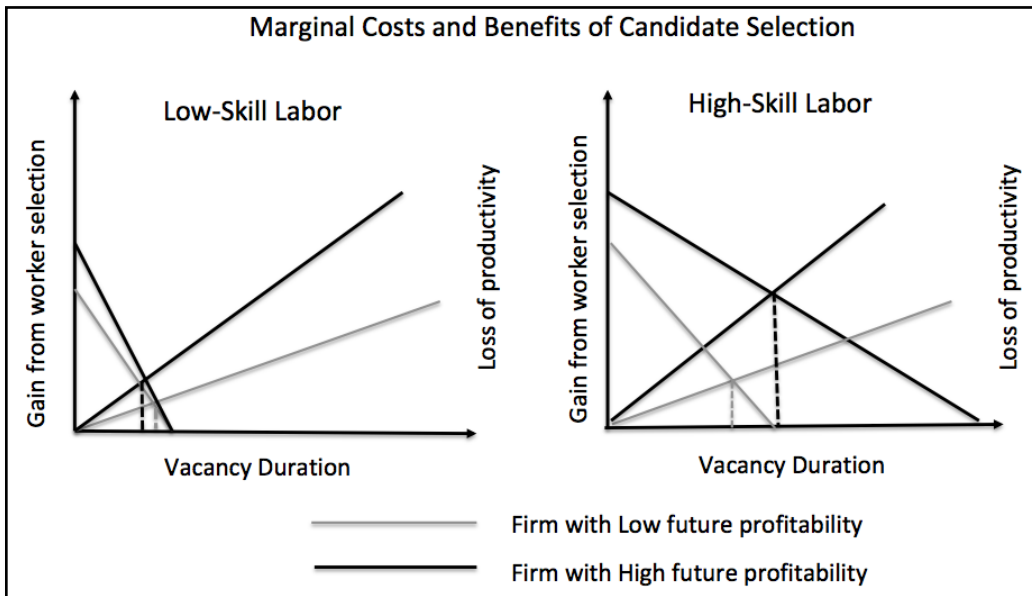 Marginal Costs and Benefits of Candidate Selection
Low-Skill Labor
Gain from worker selection
Loss of productivity
Vacancy Duration
High-Skill Labor
Gain from worker selection
Loss of productivity
Vacancy Duration
Firm with Low future profitability
Firm with High future profitability